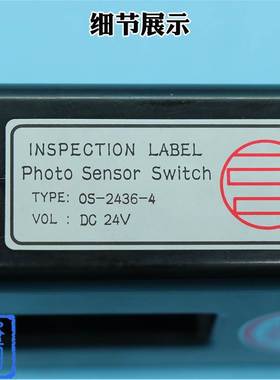 细节展示
INSPECTION LABEL
Photo Sensor Switch
TYPE: OS-2436-4
VOL : DC 24V